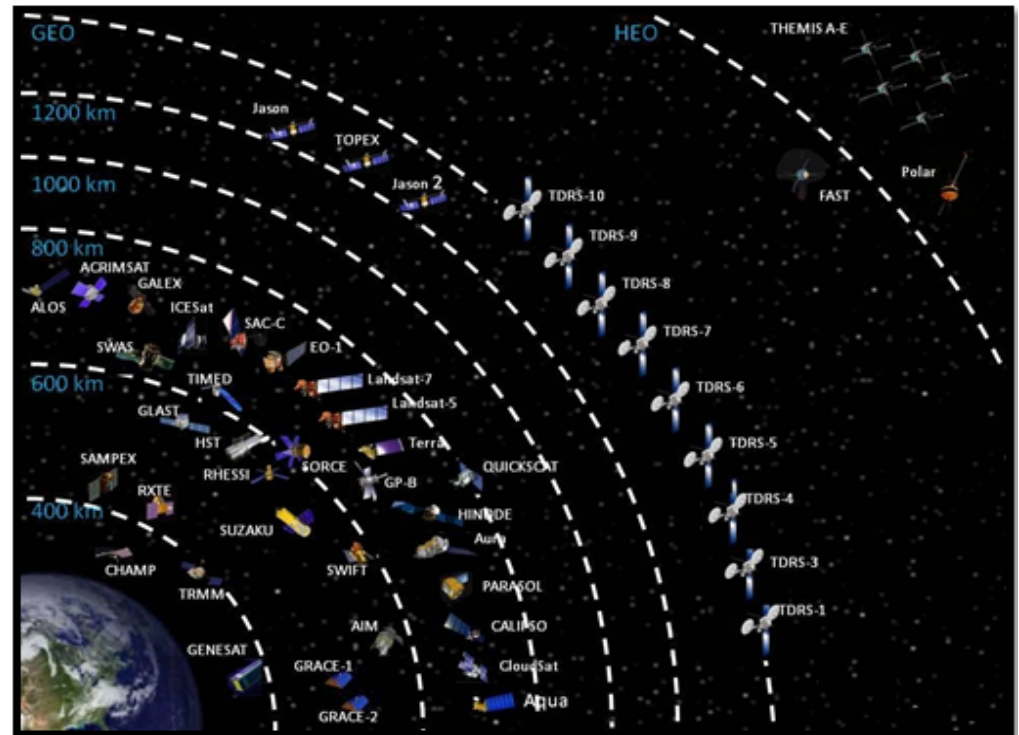 GEO
HEO
THEMIS A-E
1200 km
Jason
TOPEX
1000 km
Jason 2
TDRS-10
FAST
Polar
TDRS-9
800 km
ACRIMSAT
GALEX
TDRS-8
ALOS
ICESat
SAC-C
TDRS-7
SWAS
EO-1
600 km
TIMED
Landsat-7
TDRS-6
GLAST
Landsat-5
HST
Terra
TDRS-5
SAMPEX
RHESSI
SORCE
GP-B
QUICKSCAT
RXTE
TDRS-4
400 km
HINODE
SUZAKU
Aura
CHAMP
SWIFT
TDRS-3
TRMM
PARASOL
TDRS-1
AIM
CALIPSO
GENESAT
GRACE-1
CloudSat
GRACE-2
Aqua